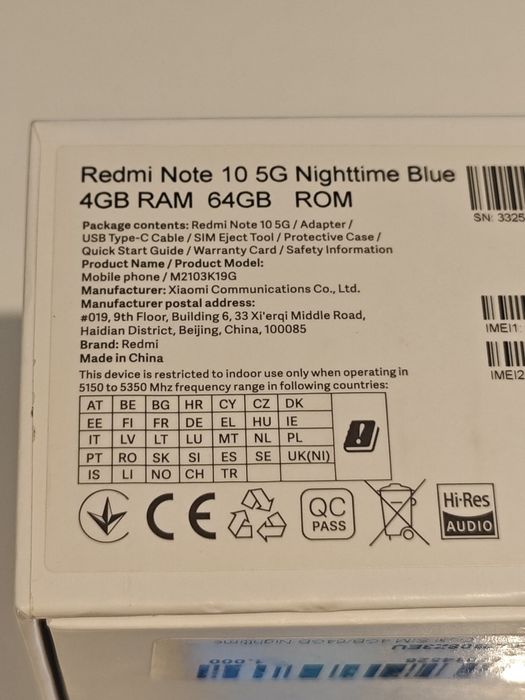 Redmi Note 10 5G Nighttime Blue
4GB RAM 64GB ROM
Package contents: Redmi Note 10 5G / Adapter /
USB Type-C Cable / SIM Eject Tool / Protective Case /
Quick Start Guide / Warranty Card / Safety Information
Product Name / Product Model:
Mobile phone / M2103K19G
Manufacturer: Xiaomi Communications Co., Ltd.
Manufacturer postal address:
#019, 9th Floor, Building 6, 33 Xi'erqi Middle Road,
Haidian District, Beijing, China, 100085
Brand: Redmi
Made in China
This device is restricted to indoor use only when operating in
5150 to 5350 Mhz frequency range in following countries:
AT BE BG HR CY CZ DK
EE FI FR DE EL HU IE
IT LV LT LU MT NL PL
PT RO SK SI ES SE UK(NI)
IS LI NO CH TR
SN: 3325
IMEI1:
IMEI2
CE
QC
PASS
Hi-Res
AUDIO